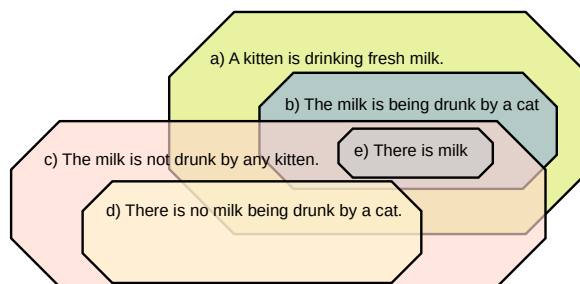 a) A kitten is drinking fresh milk.
b) The milk is being drunk by a cat
e) There is milk
c) The milk is not drunk by any kitten.
d) There is no milk being drunk by a cat.